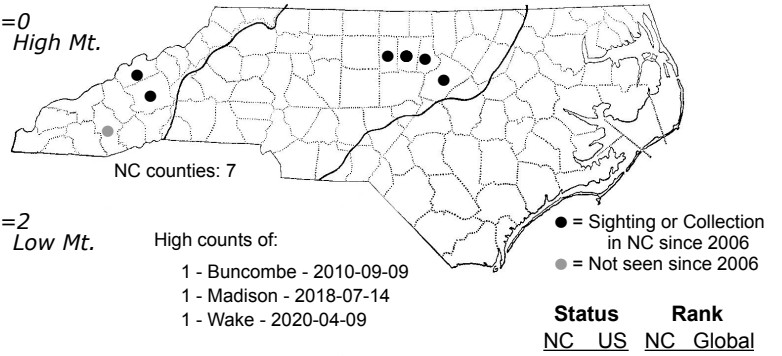 =0
High Mt.
NC counties: 7
=2
Low Mt.
High counts of:
1 - Buncombe - 2010-09-09
1 - Madison - 2018-07-14
1 - Wake - 2020-04-09
= Sighting or Collection
in NC since 2006
= Not seen since 2006
Status Rank
NC US NC Global